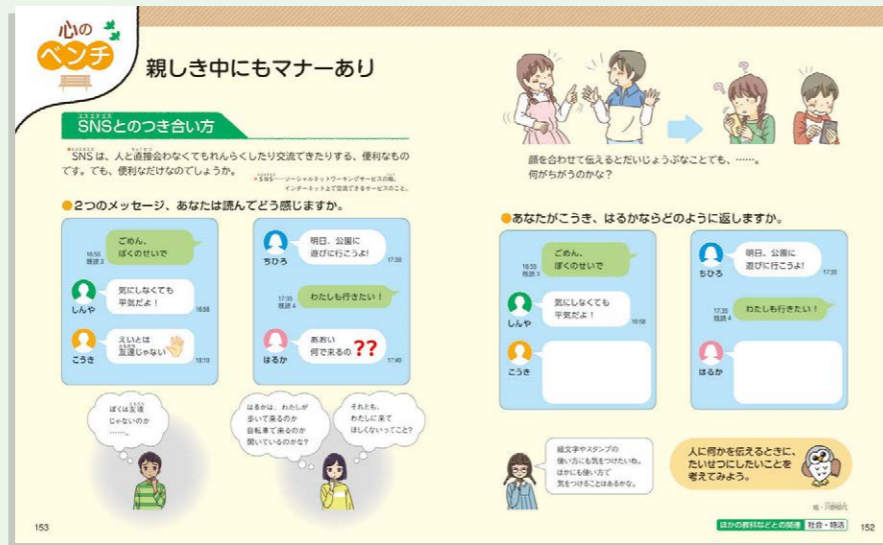 心の
ベンチ
親しき中にもマナーあり
SNSとのつき合い方
SNSは、人と直接会わなくてもれんらくしたり交流できたりする、便利なもの
です。でも、便利なだけなのでしょうか。
SNS……ソーシャルネットワーキングサービスの略。
インターネット上で交流できるサービスのこと。
●2つのメッセージ、あなたは読んでどう感じますか。
ごめん、
ぼくのせいで
16:55
既読 3
しんや
気にしなくても
平気だよ!
16:58
こうき
えいとは
友達じゃない
ちひろ
明日、公園に
遊びに行こうよ!
17:30
17:35
既読 4
わたしも行きたい!
はるか
あおい
何で来るの??
17:40
ぼくは友達
じゃないのか
……。
はるかは、わたしが
歩いて来るのか
自転車で来るのか
聞いているのかな?
それとも、
わたしに来て
ほしくないってこと?
153
顔を合わせて伝えるとだいじょうぶなことでも、……。
何がちがうのかな?
●あなたがこうき、はるかならどのように返しますか。
ごめん、
ぼくのせいで
16:55
既読 3
しんや
気にしなくても
平気だよ!
16:58
こうき
ちひろ
明日、公園に
遊びに行こうよ!
17:30
17:35
既読 4
わたしも行きたい!
はるか
絵文字やスタンプの
使い方にも気をつけたいね。
ほかにも使い方で
気をつけることはあるかな。
人に何かを伝えるときに、
たいせつにしたいことを
考えてみよう。
ほかの教科などとの関連 社会・特活
152